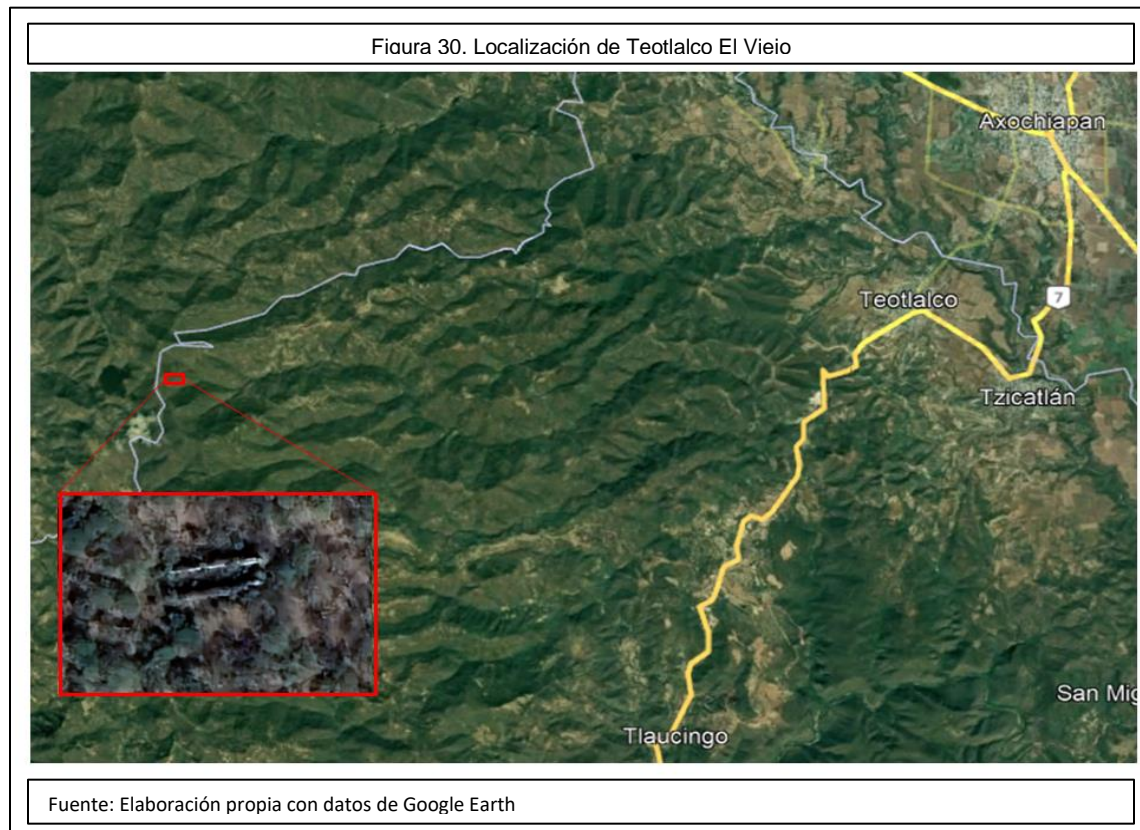 Figura 30. Localización de Teotlalco El Viejo
Axochiapan
Teotlalco
7
Tzicatlán
San Mig
Tlaucingo
Fuente: Elaboración propia con datos de Google Earth